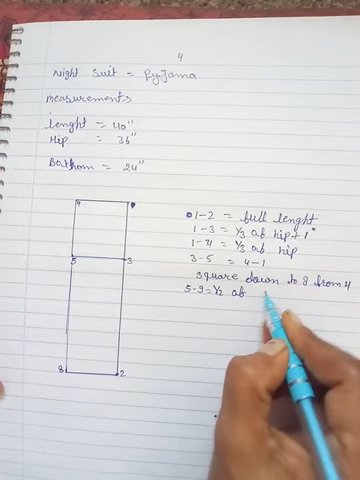 4
Night Suit = PyJama
measurements
Lenght = 40"
Hip = 36"
Bathom = 24"
4
5 3
8 2
1-2 = full lenght
1-3 = 1/3 of hip + 1"
1-4 = 1/3 of hip
3-5 = 4-1
Square down to 8 from 4
5-9 = 1/2 of